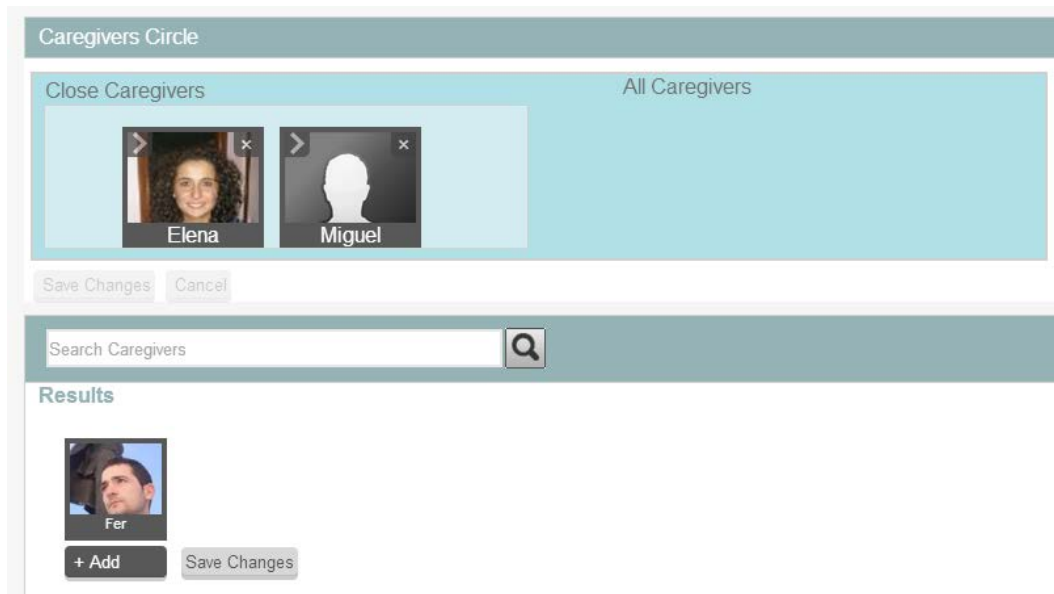 Caregivers Circle
Close Caregivers
All Caregivers
Elena
Miguel
Save Changes
Cancel
Search Caregivers
Results
Fer
+ Add
Save Changes